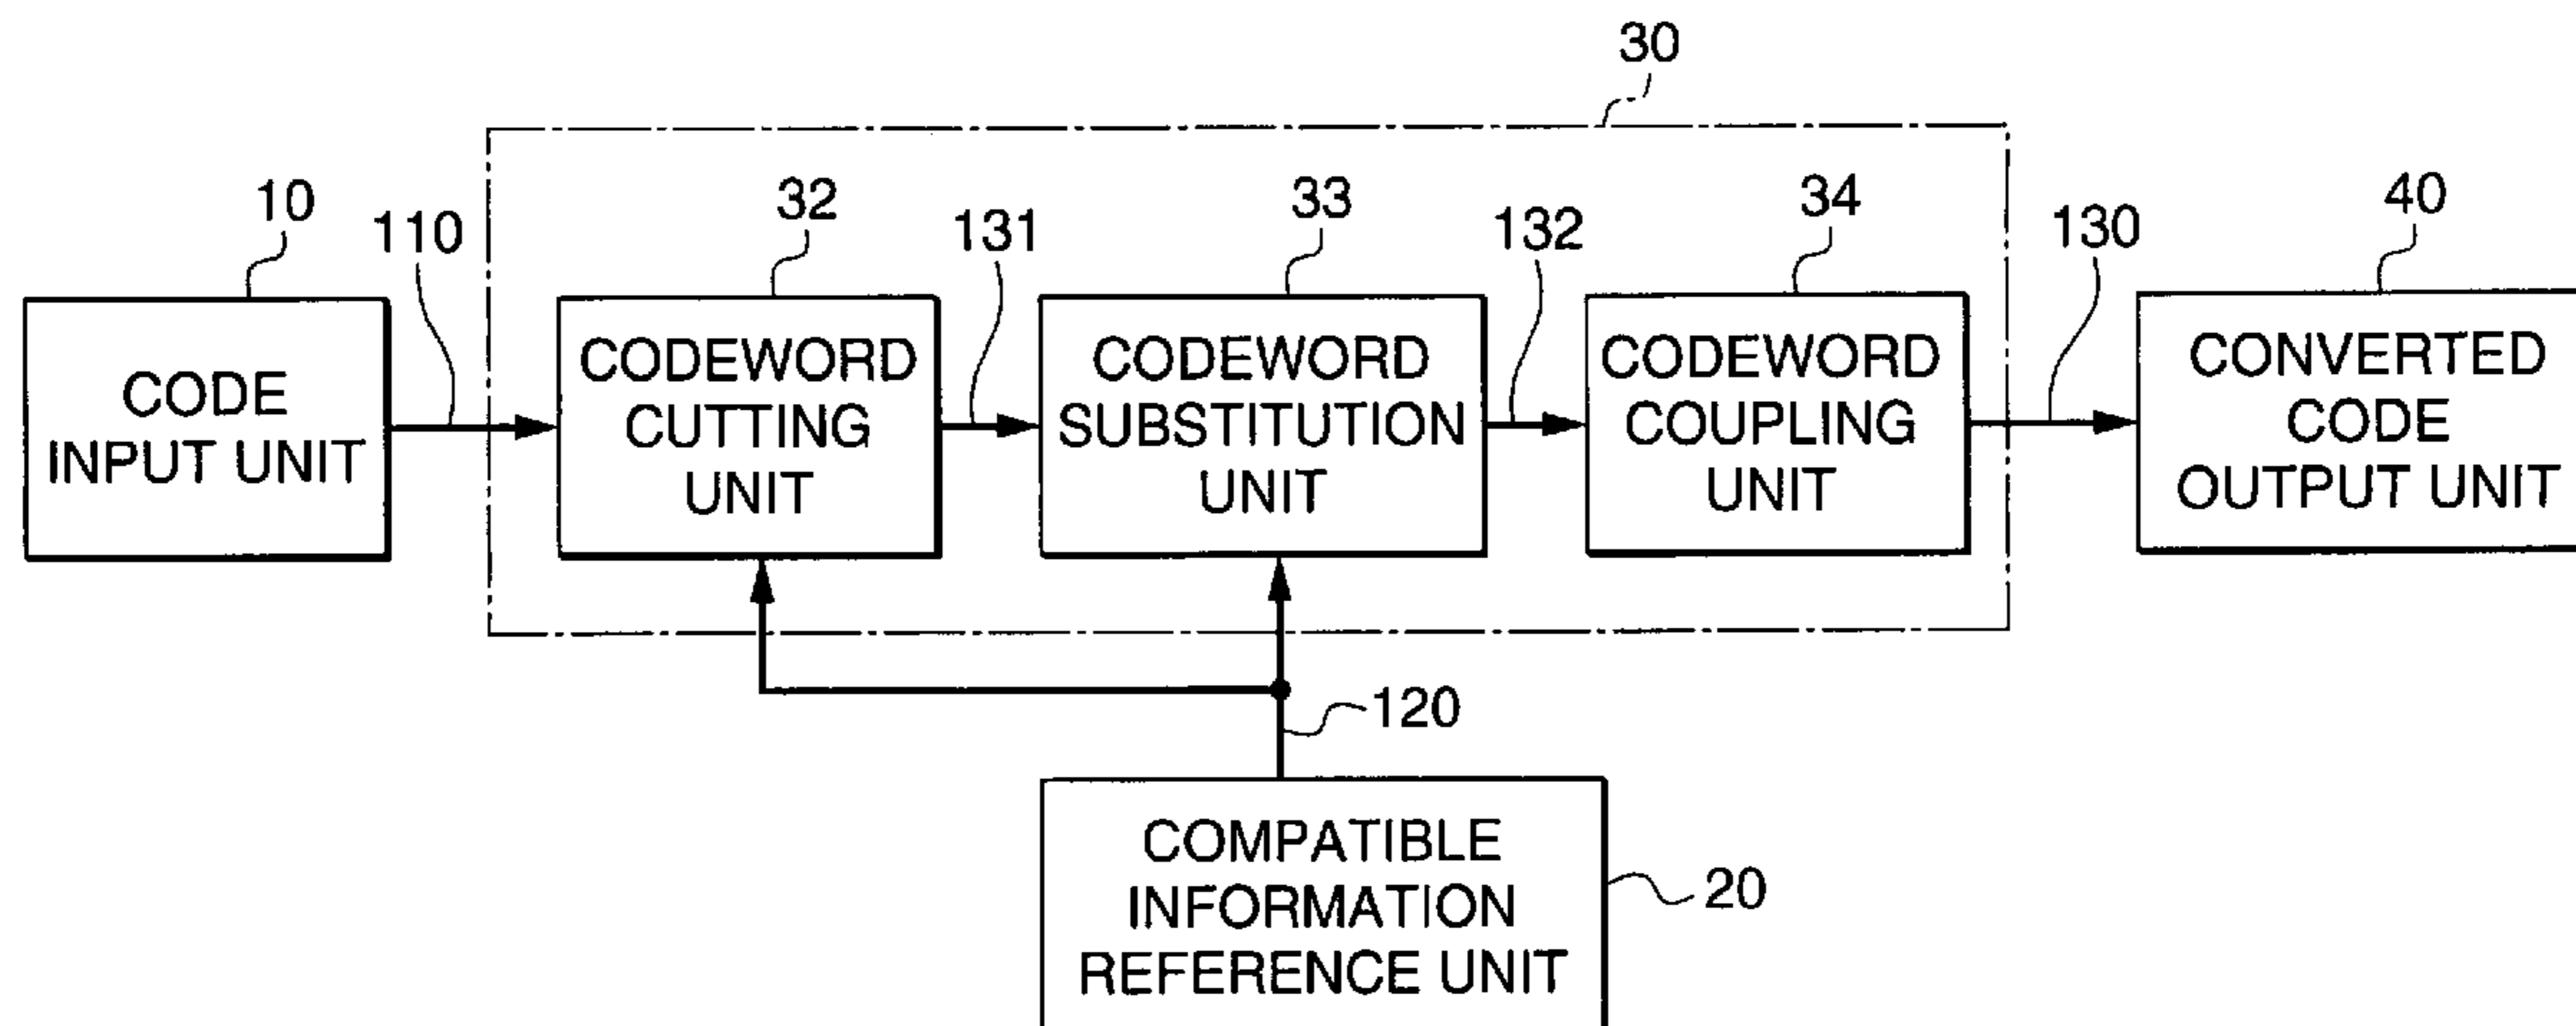 30
10
110
32
131
33
132
34
130
40
CODE
INPUT UNIT
CODEWORD
CUTTING
UNIT
CODEWORD
SUBSTITUTION
UNIT
CODEWORD
COUPLING
UNIT
CONVERTED
CODE
OUTPUT UNIT
120
COMPATIBLE
INFORMATION
REFERENCE UNIT
20